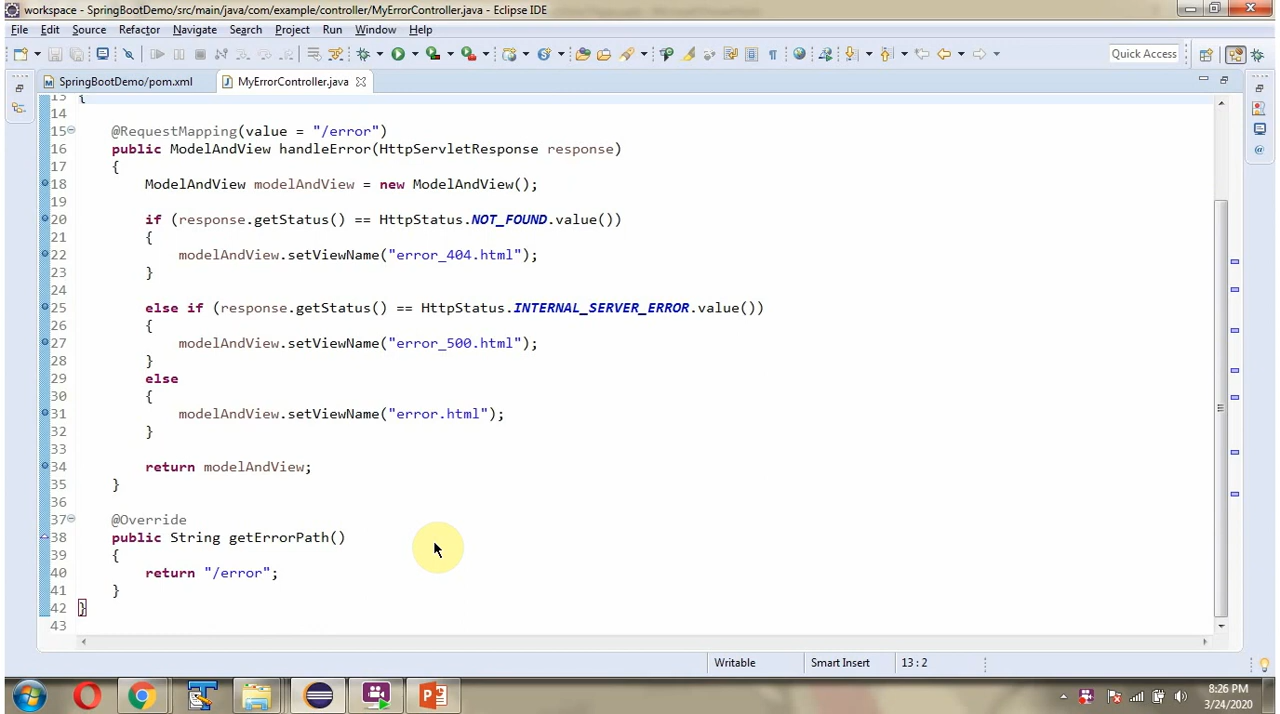 workspace - SpringBootDemo/src/main/java/com/example/controller/MyErrorController.java - Eclipse IDE
File Edit Source Refactor Navigate Search Project Run Window Help
Quick Access
SpringBootDemo/pom.xml MyErrorController.java
13 {
14
15 @RequestMapping(value = "/error")
16 public ModelAndView handleError(HttpServletResponse response)
17 {
18 ModelAndView modelAndView = new ModelAndView();
19
20 if (response.getStatus() == HttpStatus.NOT_FOUND.value())
21 {
22 modelAndView.setViewName("error_404.html");
23 }
24
25 else if (response.getStatus() == HttpStatus.INTERNAL_SERVER_ERROR.value())
26 {
27 modelAndView.setViewName("error_500.html");
28 }
29 else
30 {
31 modelAndView.setViewName("error.html");
32 }
33
34 return modelAndView;
35 }
36
37 @Override
38 public String getErrorPath()
39 {
40 return "/error";
41 }
42 }
43
Writable Smart Insert 13 : 2
8:26 PM
3/24/2020